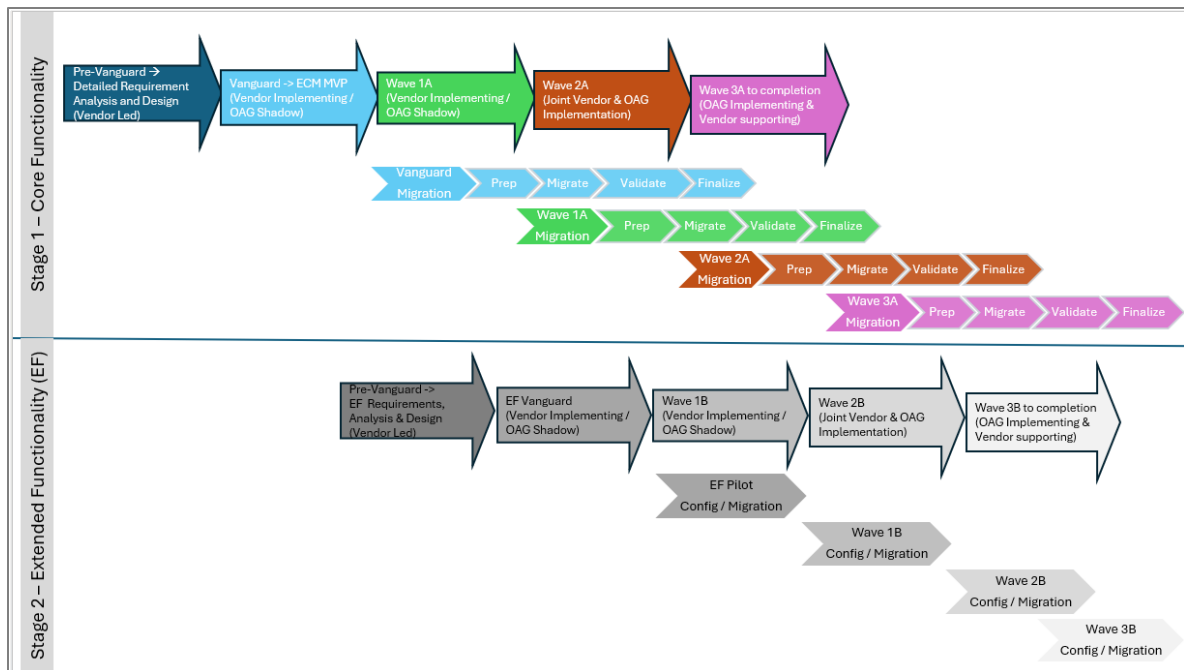 Stage 1 – Core Functionality
Pre-Vanguard →
Detailed Requirement
Analysis and Design
(Vendor Led)
Vanguard -> ECM MVP
(Vendor Implementing /
OAG Shadow)
Wave 1A
(Vendor Implementing /
OAG Shadow)
Wave 2A
(Joint Vendor & OAG
Implementation)
Wave 3A to completion
(OAG Implementing &
Vendor supporting)
Vanguard
Migration
Prep
Migrate
Validate
Finalize
Wave 1A
Migration
Prep
Migrate
Validate
Finalize
Wave 2A
Migration
Prep
Migrate
Validate
Finalize
Wave 3A
Migration
Prep
Migrate
Validate
Finalize
Stage 2 – Extended Functionality (EF)
Pre-Vanguard ->
EF Requirements,
Analysis & Design
(Vendor Led)
EF Vanguard
(Vendor Implementing /
OAG Shadow)
Wave 1B
(Vendor Implementing /
OAG Shadow)
Wave 2B
(Joint Vendor & OAG
Implementation)
Wave 3B to completion
(OAG Implementing &
Vendor supporting)
EF Pilot
Config / Migration
Wave 1B
Config / Migration
Wave 2B
Config / Migration
Wave 3B
Config / Migration